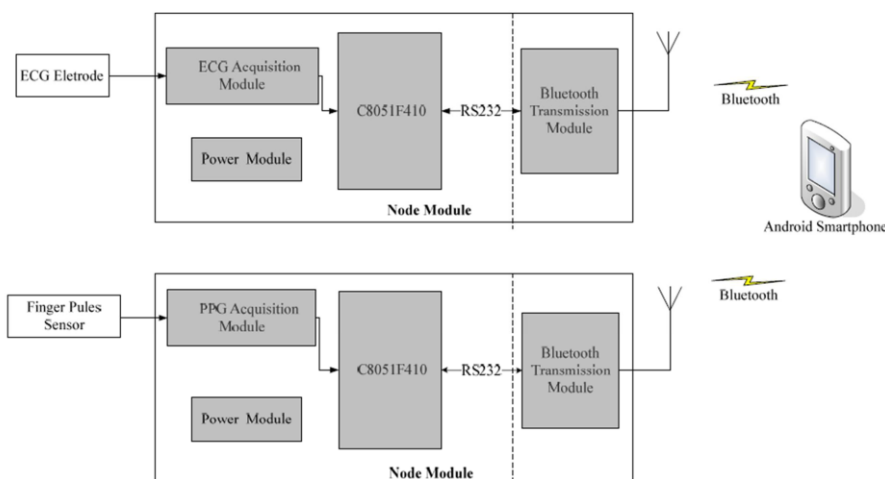 ECG Eletrode
ECG Acquisition
Module
Power Module
C8051F410
RS232
Bluetooth
Transmission
Module
Node Module
Bluetooth
Android Smartphone
Finger Pules
Sensor
PPG Acquisition
Module
Power Module
C8051F410
RS232
Bluetooth
Transmission
Module
Node Module
Bluetooth